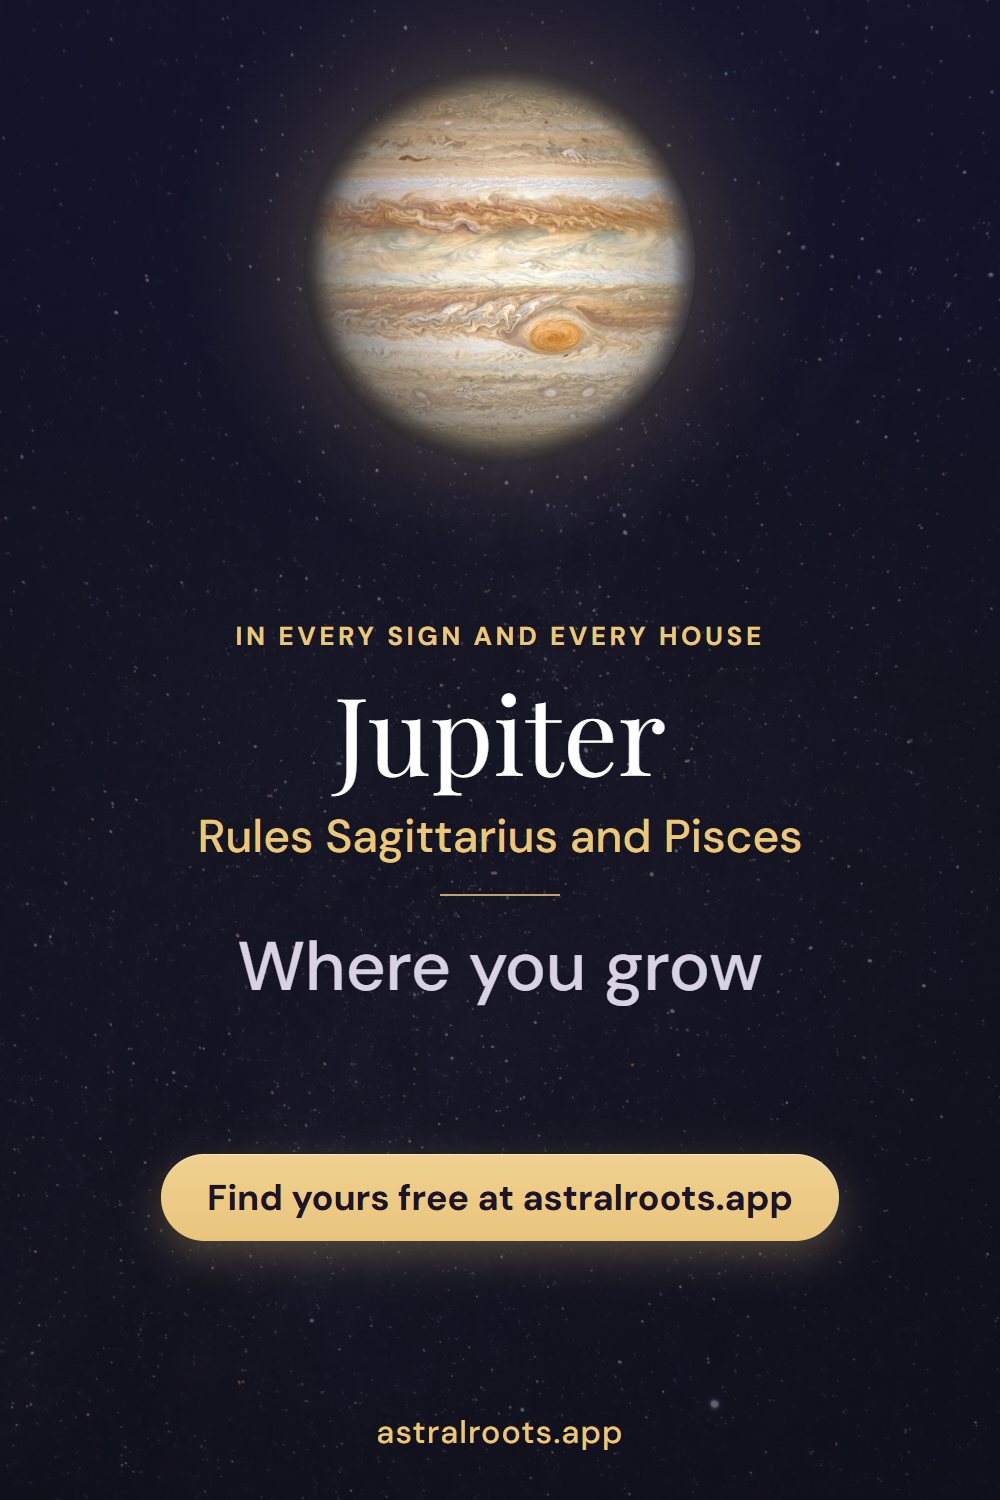 IN EVERY SIGN AND EVERY HOUSE
Jupiter
Rules Sagittarius and Pisces
Where you grow
Find yours free at astralroots.app
astralroots.app